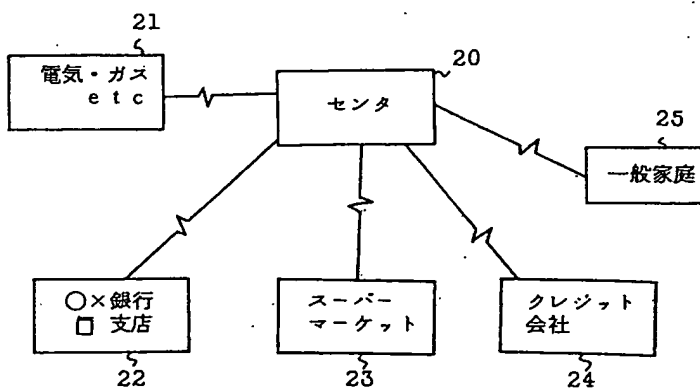 21
電気・ガス
etc
20
センタ
25
一般家庭
○×銀行
□ 支店
スーパー
マーケット
クレジット
会社
22
23
24